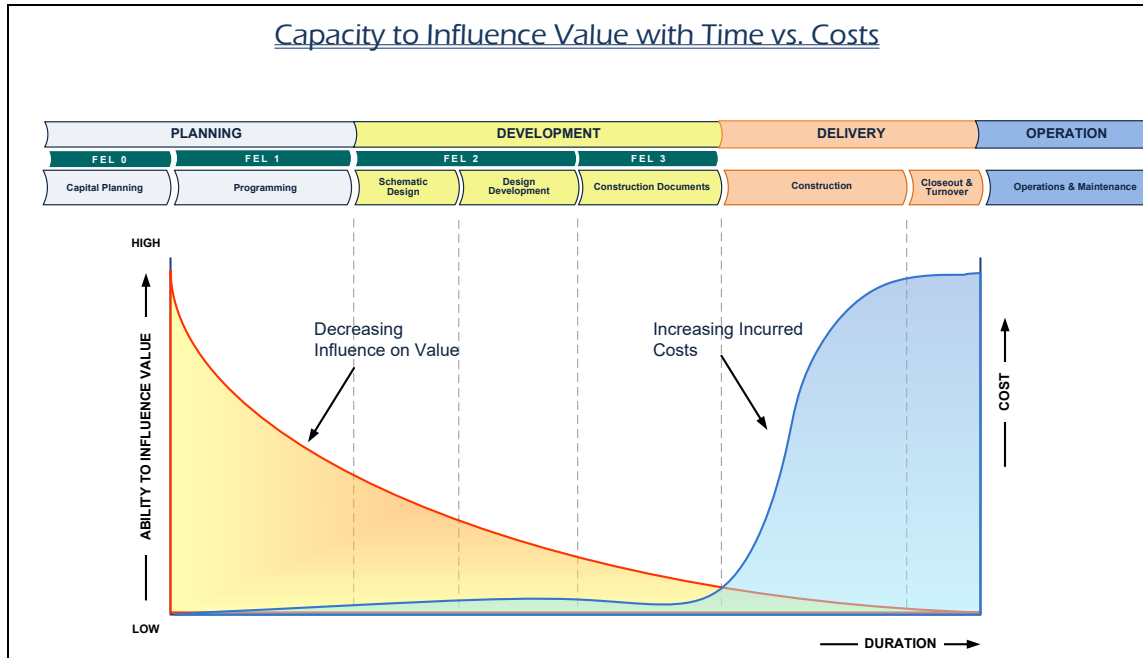 Capacity to Influence Value with Time vs. Costs
PLANNING
DEVELOPMENT
DELIVERY
OPERATION
FEL 0
FEL 1
FEL 2
FEL 3
Capital Planning
Programming
Schematic
Design
Design
Development
Construction Documents
Construction
Closeout &
Turnover
Operations & Maintenance
HIGH
ABILITY TO INFLUENCE VALUE
LOW
Decreasing
Influence on Value
Increasing Incurred
Costs
COST
DURATION